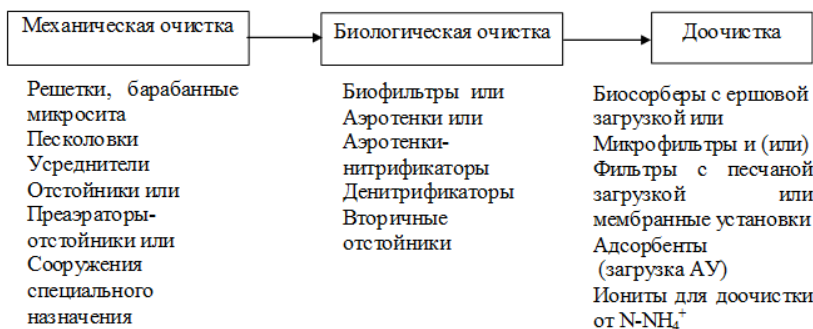 Механическая очистка
Биологическая очистка
Доочистка
Решетки, барабанные
микросита
Песколовки
Усреднители
Отстойники или
Преаэраторы-
отстойники или
Сооружения
специального
назначения
Биофильтры или
Аэротенки или
Аэротенки-
нитрификаторы
Денитрификаторы
Вторичные
отстойники
Биосорберы с ершовой
загрузкой или
Микрофильтры и (или)
Фильтры с песчаной
загрузкой или
мембранные установки
Адсорбенты
(загрузка АУ)
Иониты для доочистки
от N-NH₄⁺